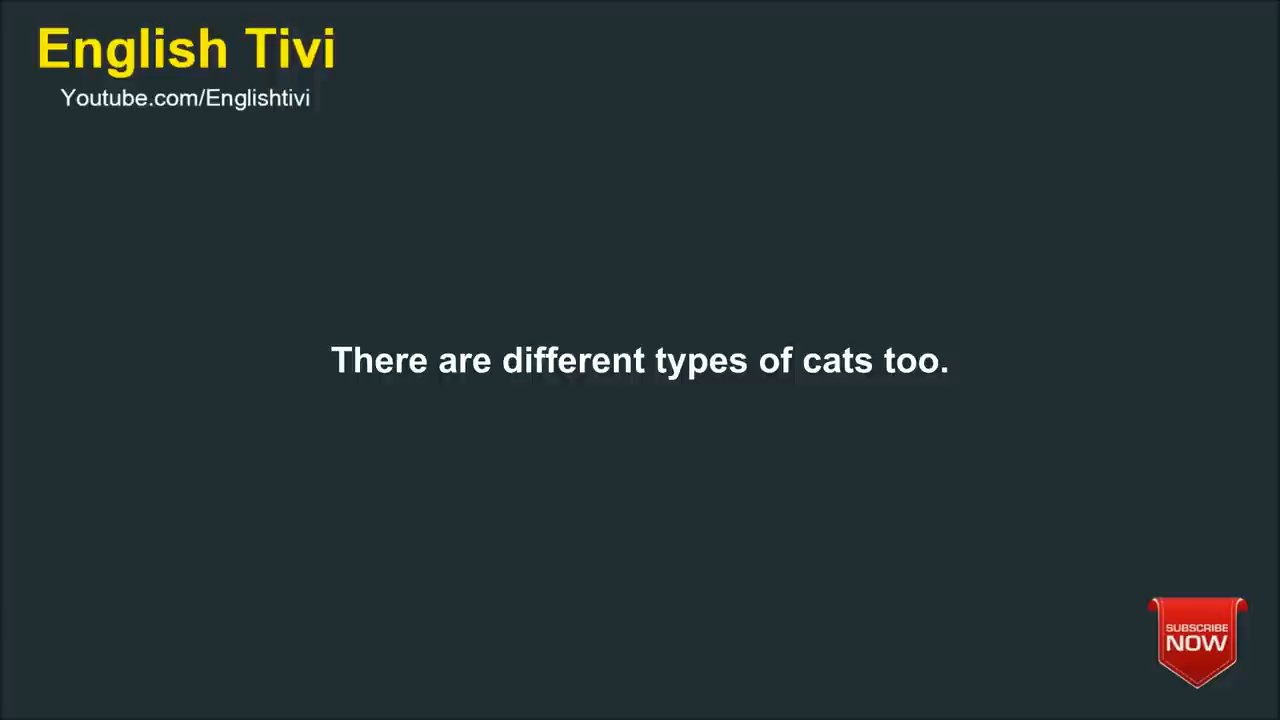 English Tivi
Youtube.com/Englishtivi
There are different types of cats too.
SUBSCRIBE
NOW